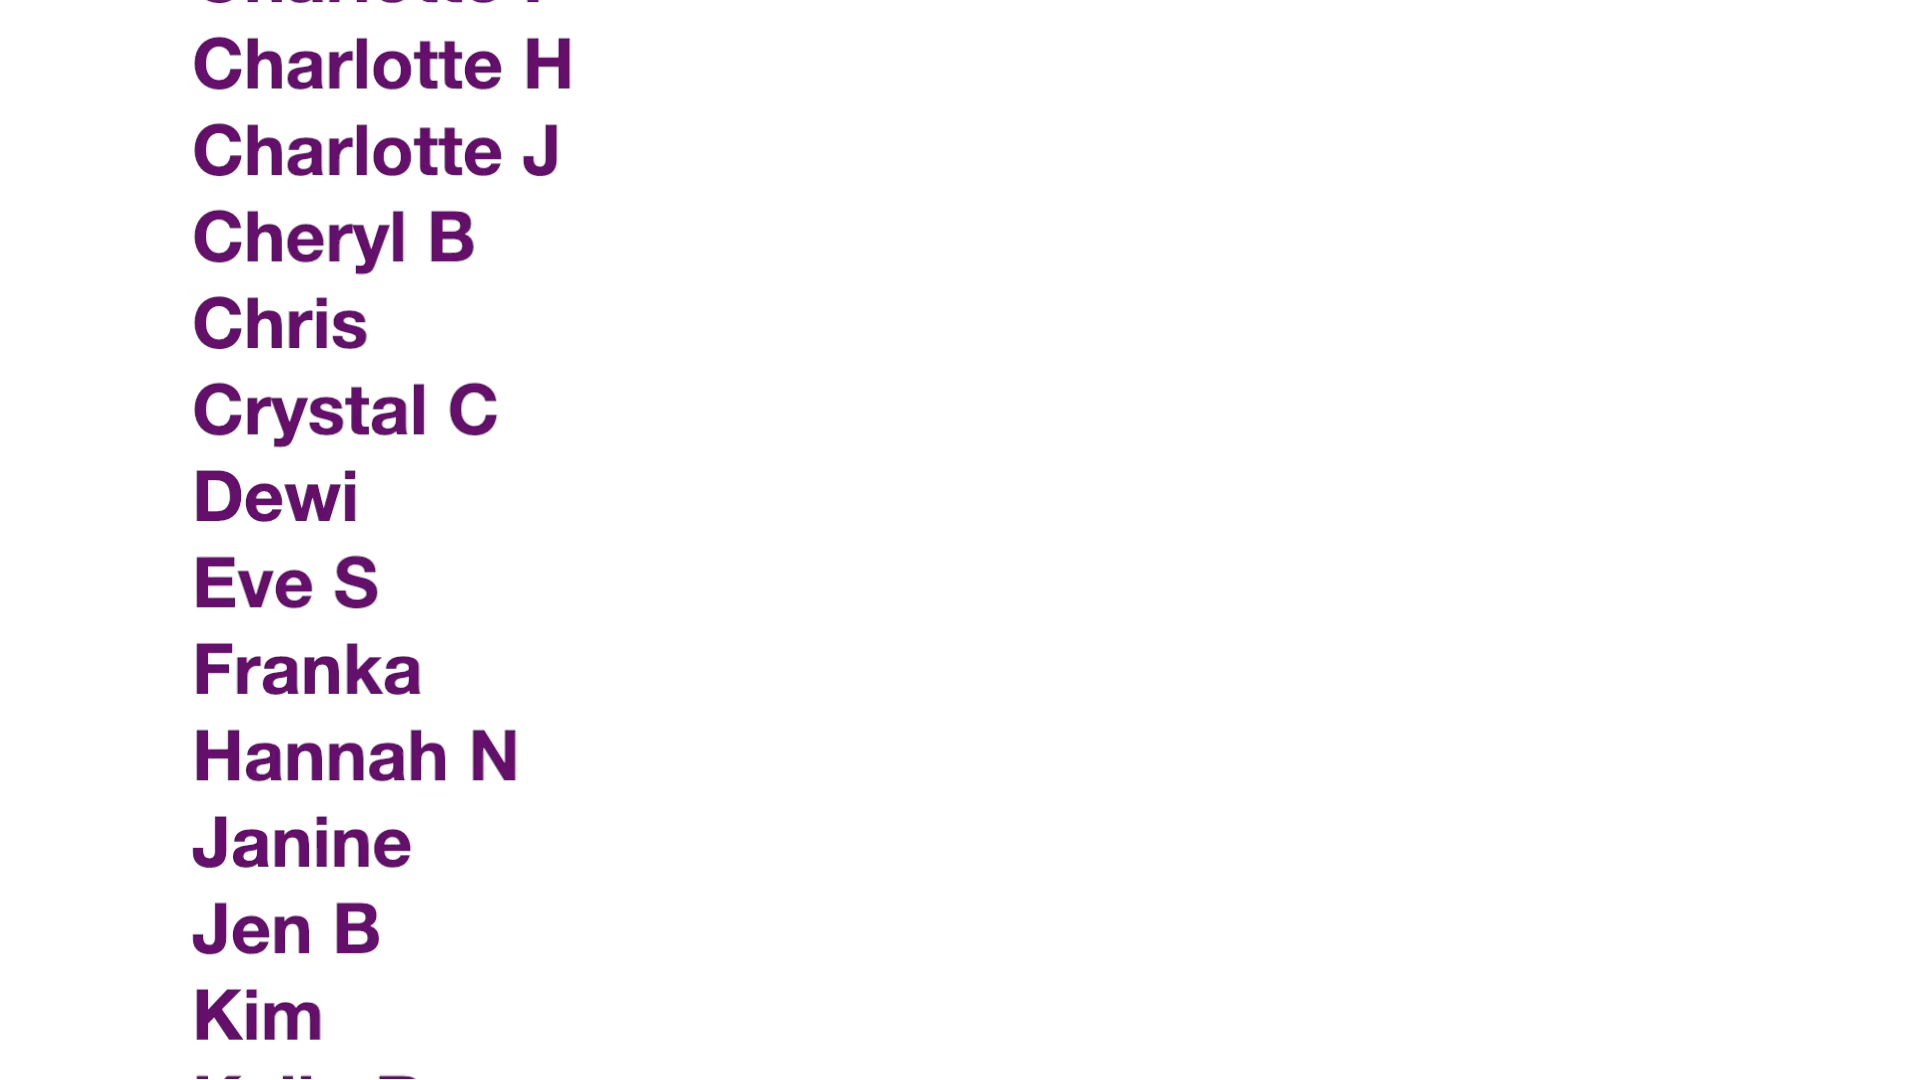 Charlotte H
Charlotte J
Cheryl B
Chris
Crystal C
Dewi
Eve S
Franka
Hannah N
Janine
Jen B
Kim